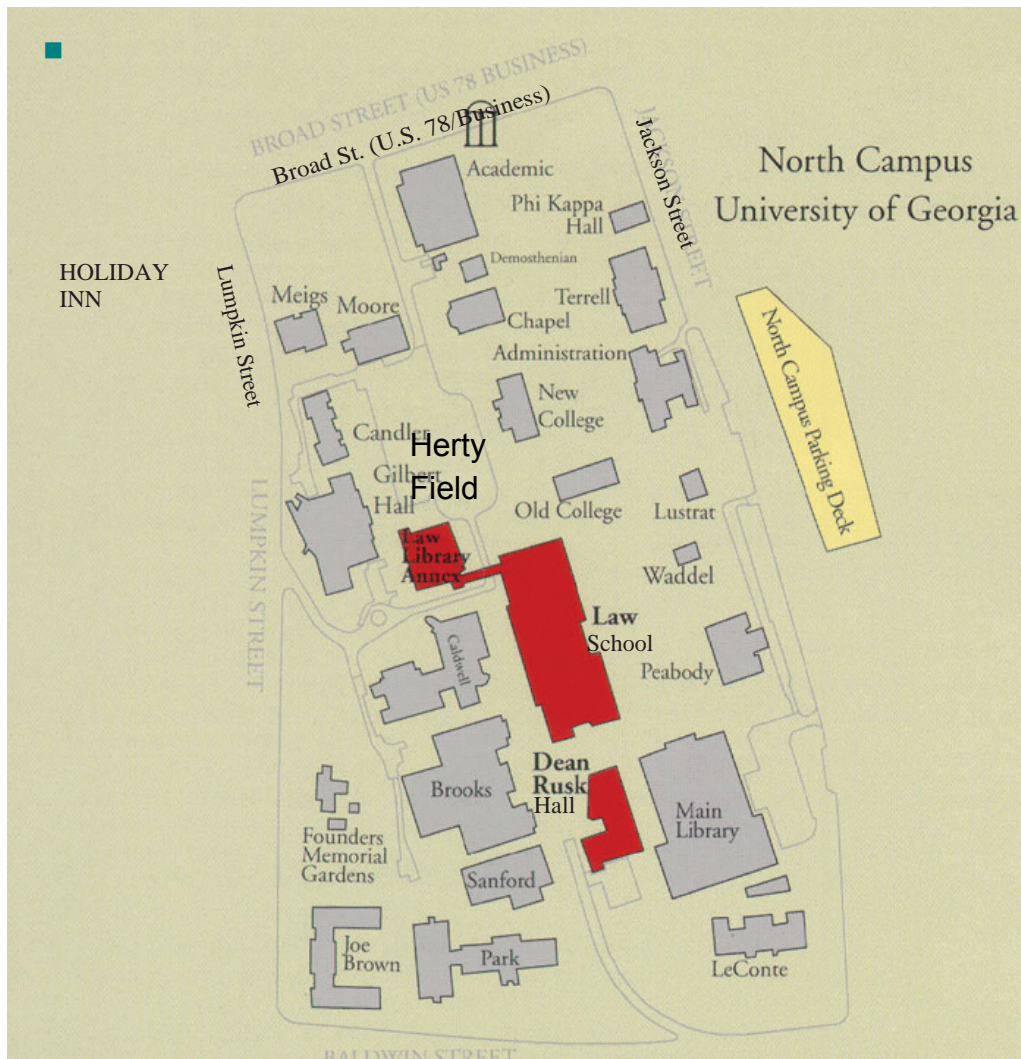 BROAD STREET (US 78 BUSINESS)
Broad St. (U.S. 78/Business)
JACKSON STREET
Jackson Street
North Campus
University of Georgia
Academic
Phi Kappa
Hall
Demosthenian
HOLIDAY
INN
Lumpkin Street
Meigs
Moore
Chapel
Terrell
Administration
North Campus Parking Deck
New
College
Candler
Herty
Field
Gilbert
Hall
LUMPKIN STREET
Old College
Lustrat
Law
Library
Annex
Waddel
Law
School
Caldwell
Peabody
Dean
Rusk
Hall
Brooks
Main
Library
Founders
Memorial
Gardens
Sanford
Joe
Brown
Park
LeConte
BALDWIN STREET